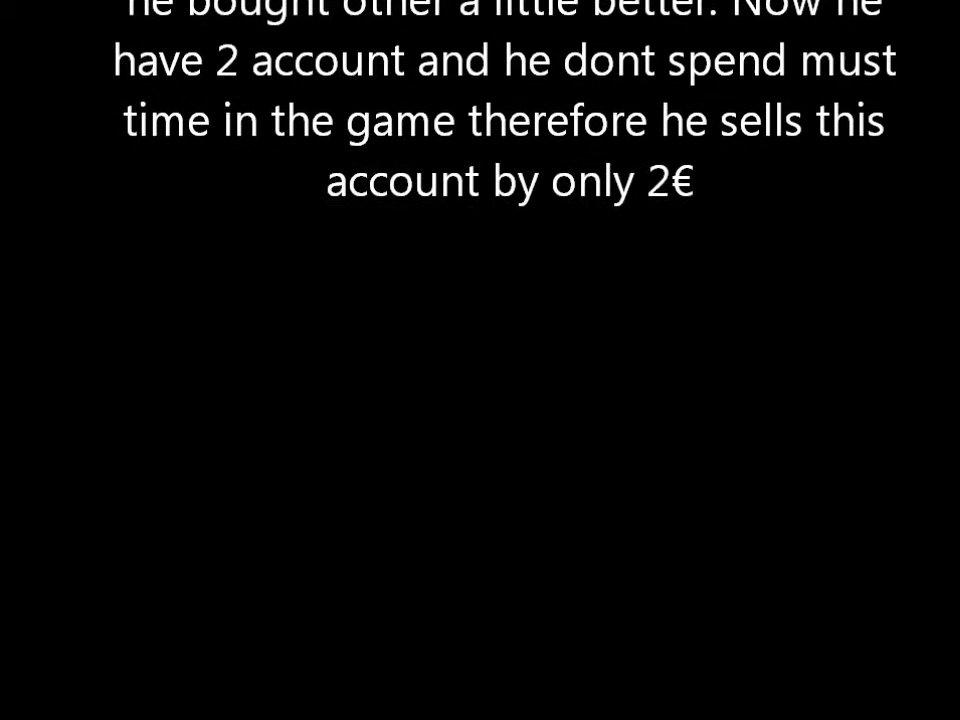 he bought other a little better. Now he
have 2 account and he dont spend must
time in the game therefore he sells this
account by only 2€